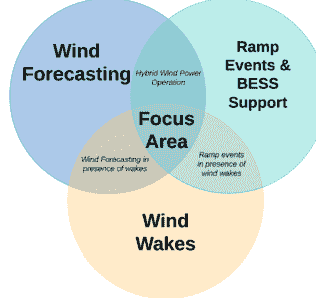 Wind
Forecasting
Ramp
Events &
BESS
Support
Hybrid Wind Power
Operation
Focus
Area
Wind Forecasting in
presence of wakes
Ramp events
in presence of
wind wakes
Wind
Wakes